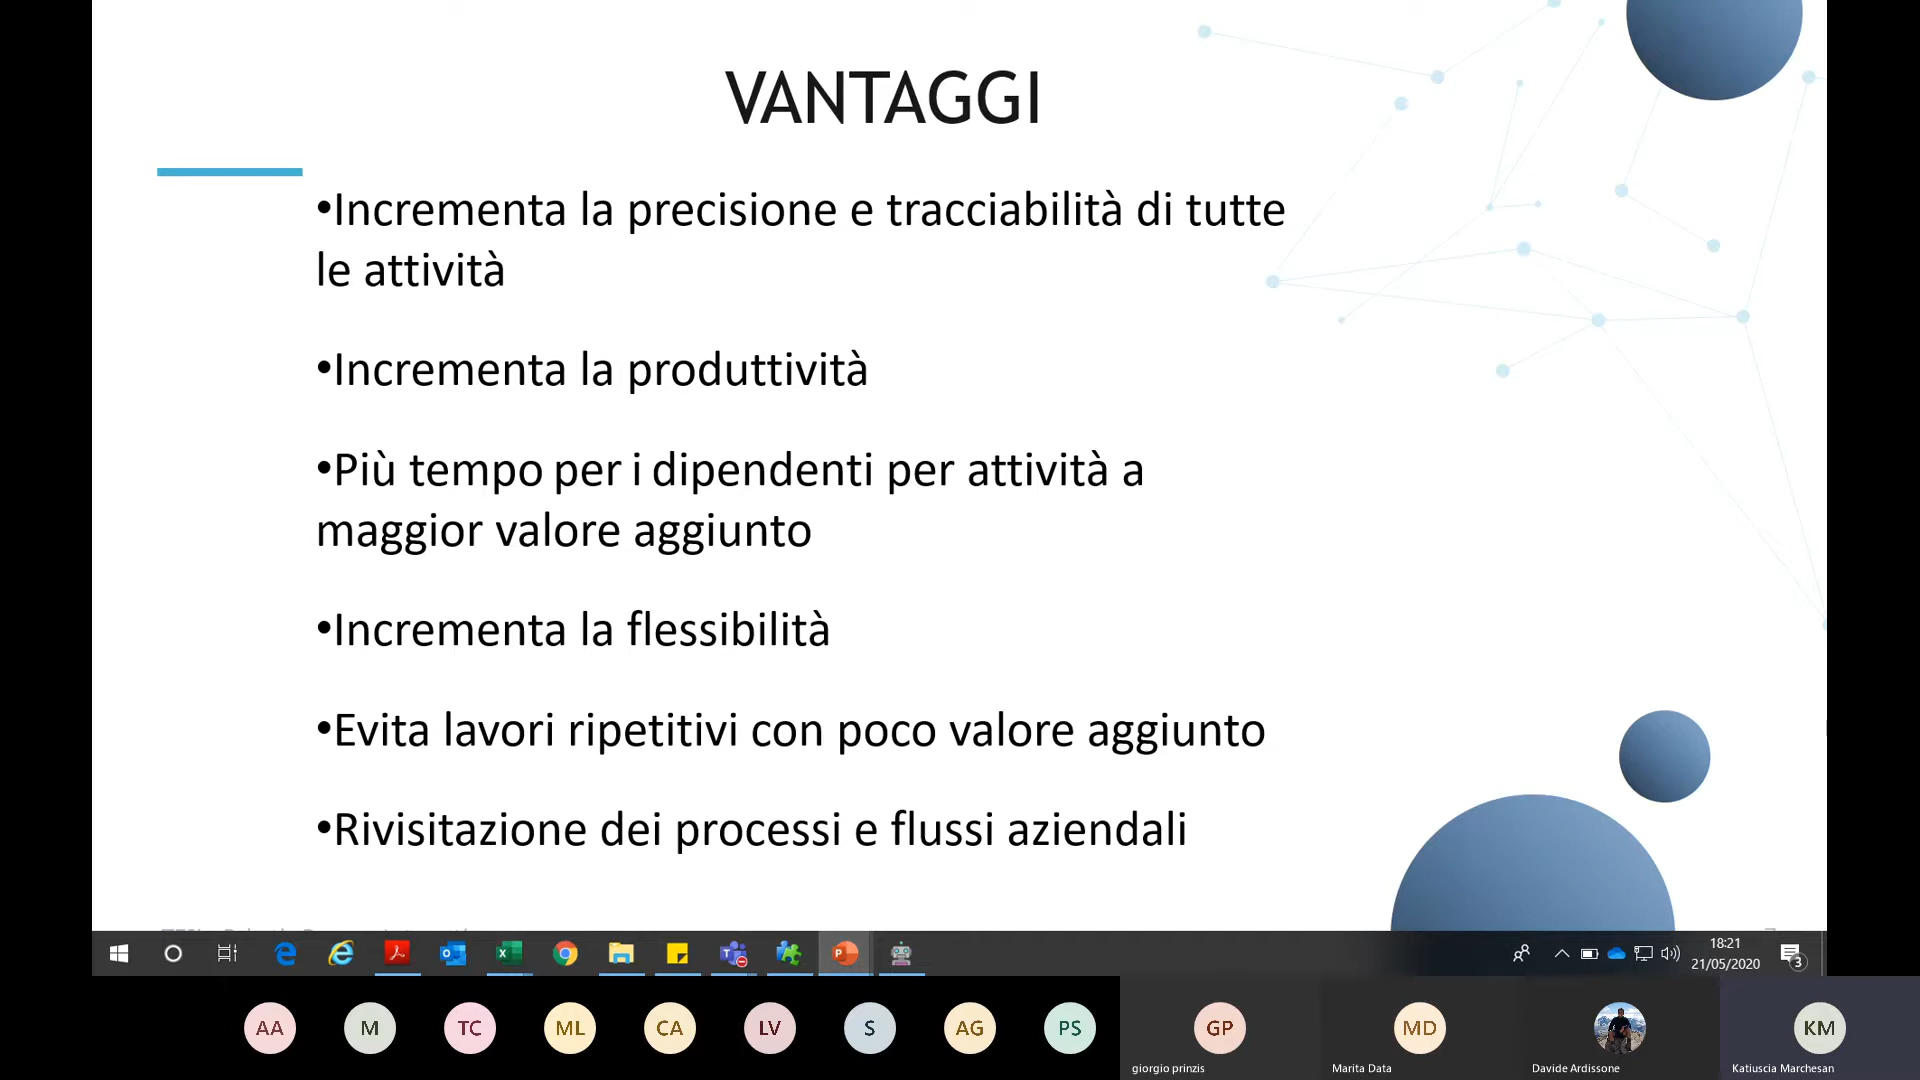 VANTAGGI
•Incrementa la precisione e tracciabilità di tutte
le attività
•Incrementa la produttività
•Più tempo per i dipendenti per attività a
maggior valore aggiunto
•Incrementa la flessibilità
•Evita lavori ripetitivi con poco valore aggiunto
•Rivisitazione dei processi e flussi aziendali
18:21
21/05/2020
3
AA M TC ML CA LV S AG PS GP MD KM
giorgio prinzis Marita Data Davide Ardissone Katiuscia Marchesan